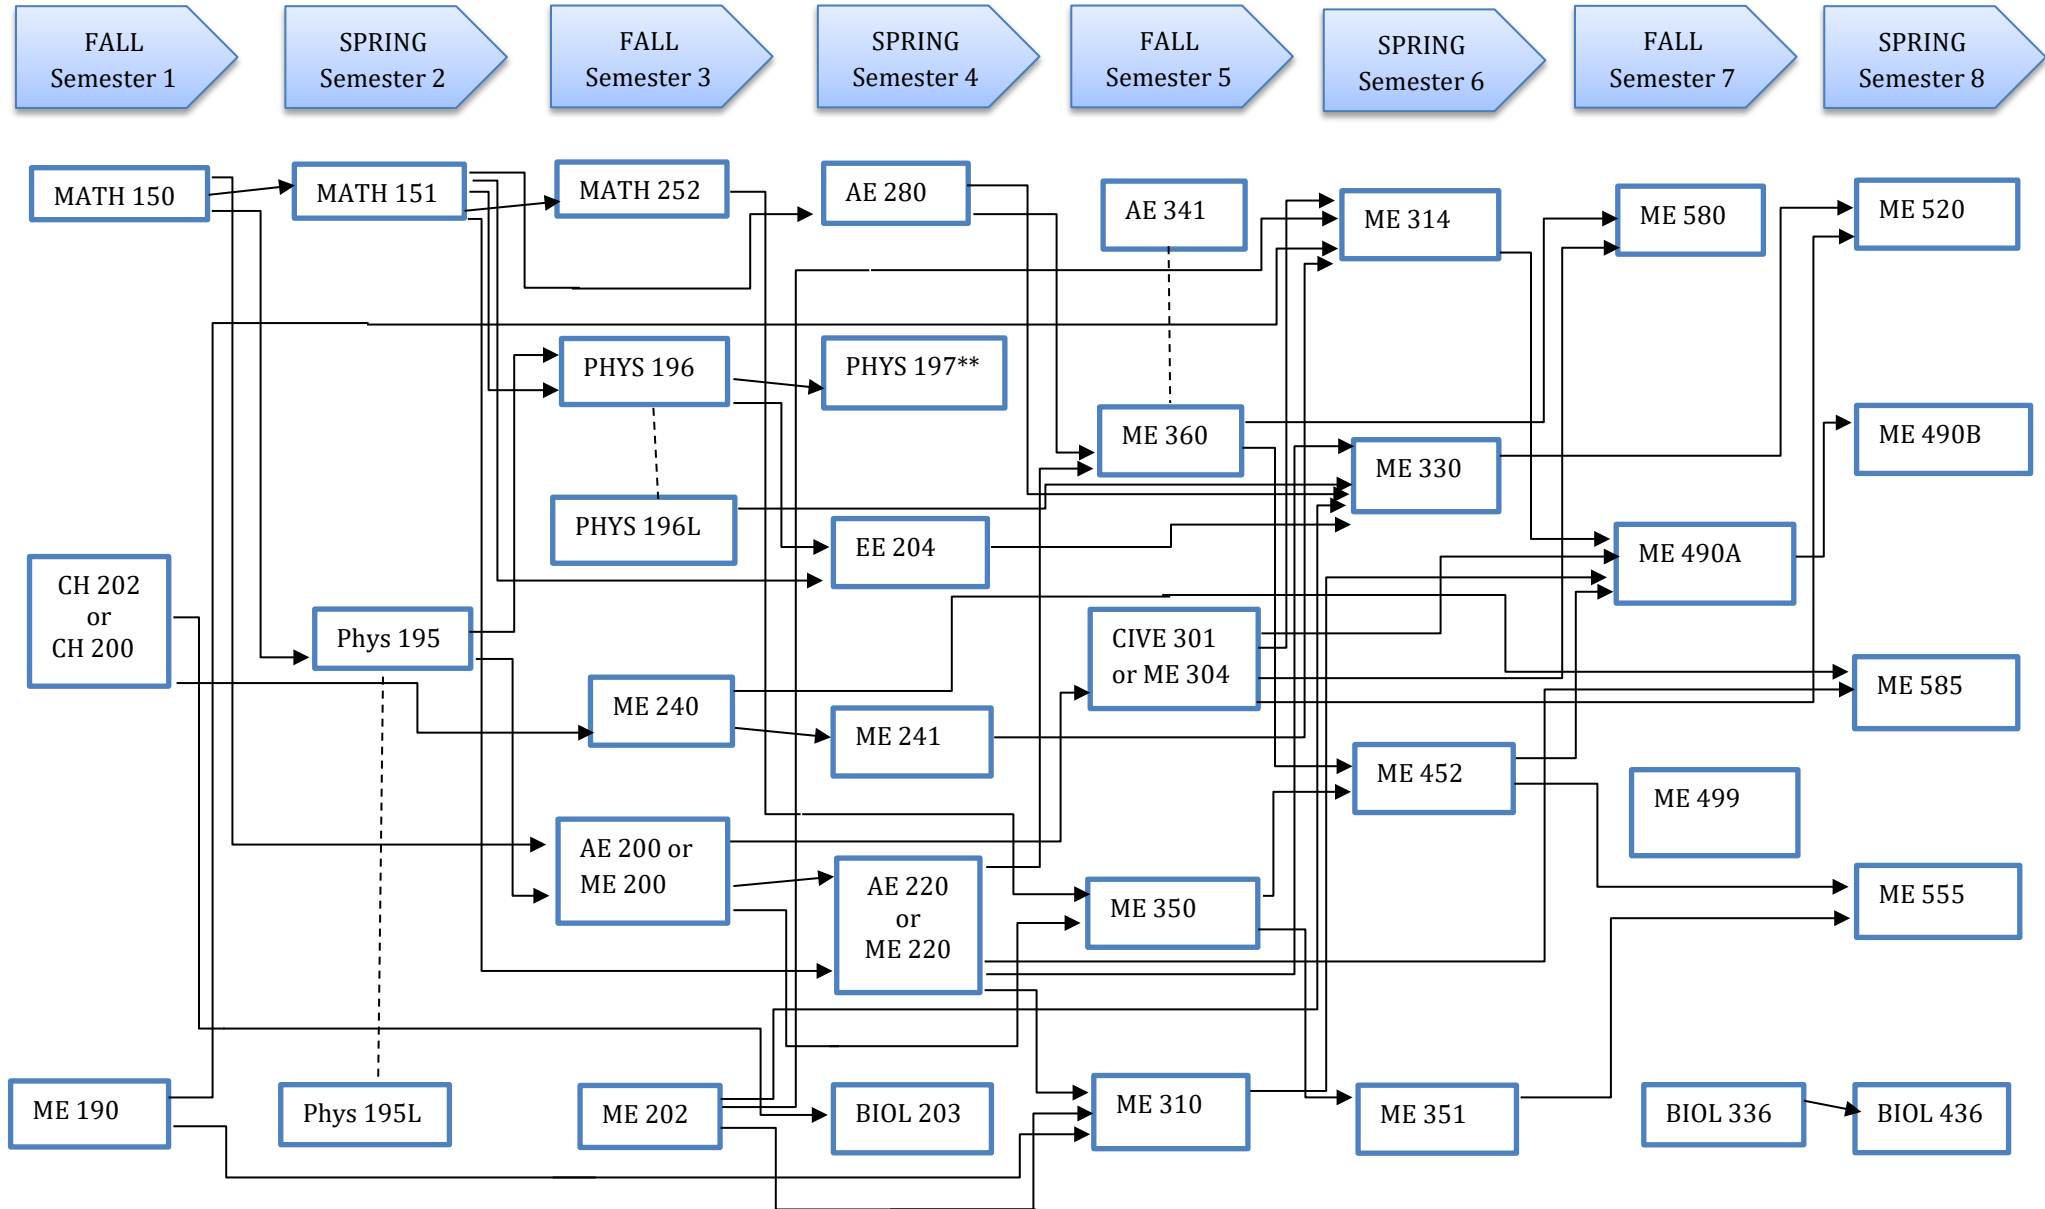 FALL
Semester 1
SPRING
Semester 2
FALL
Semester 3
SPRING
Semester 4
FALL
Semester 5
SPRING
Semester 6
FALL
Semester 7
SPRING
Semester 8
MATH 150
CH 202
or
CH 200
ME 190
MATH 151
Phys 195
Phys 195L
MATH 252
PHYS 196
PHYS 196L
ME 240
AE 200 or
ME 200
ME 202
AE 280
PHYS 197**
EE 204
ME 241
AE 220
or
ME 220
BIOL 203
AE 341
ME 360
CIVE 301
or ME 304
ME 350
ME 310
ME 314
ME 330
ME 452
ME 351
ME 580
ME 490A
ME 499
BIOL 336
ME 520
ME 490B
ME 585
ME 555
BIOL 436